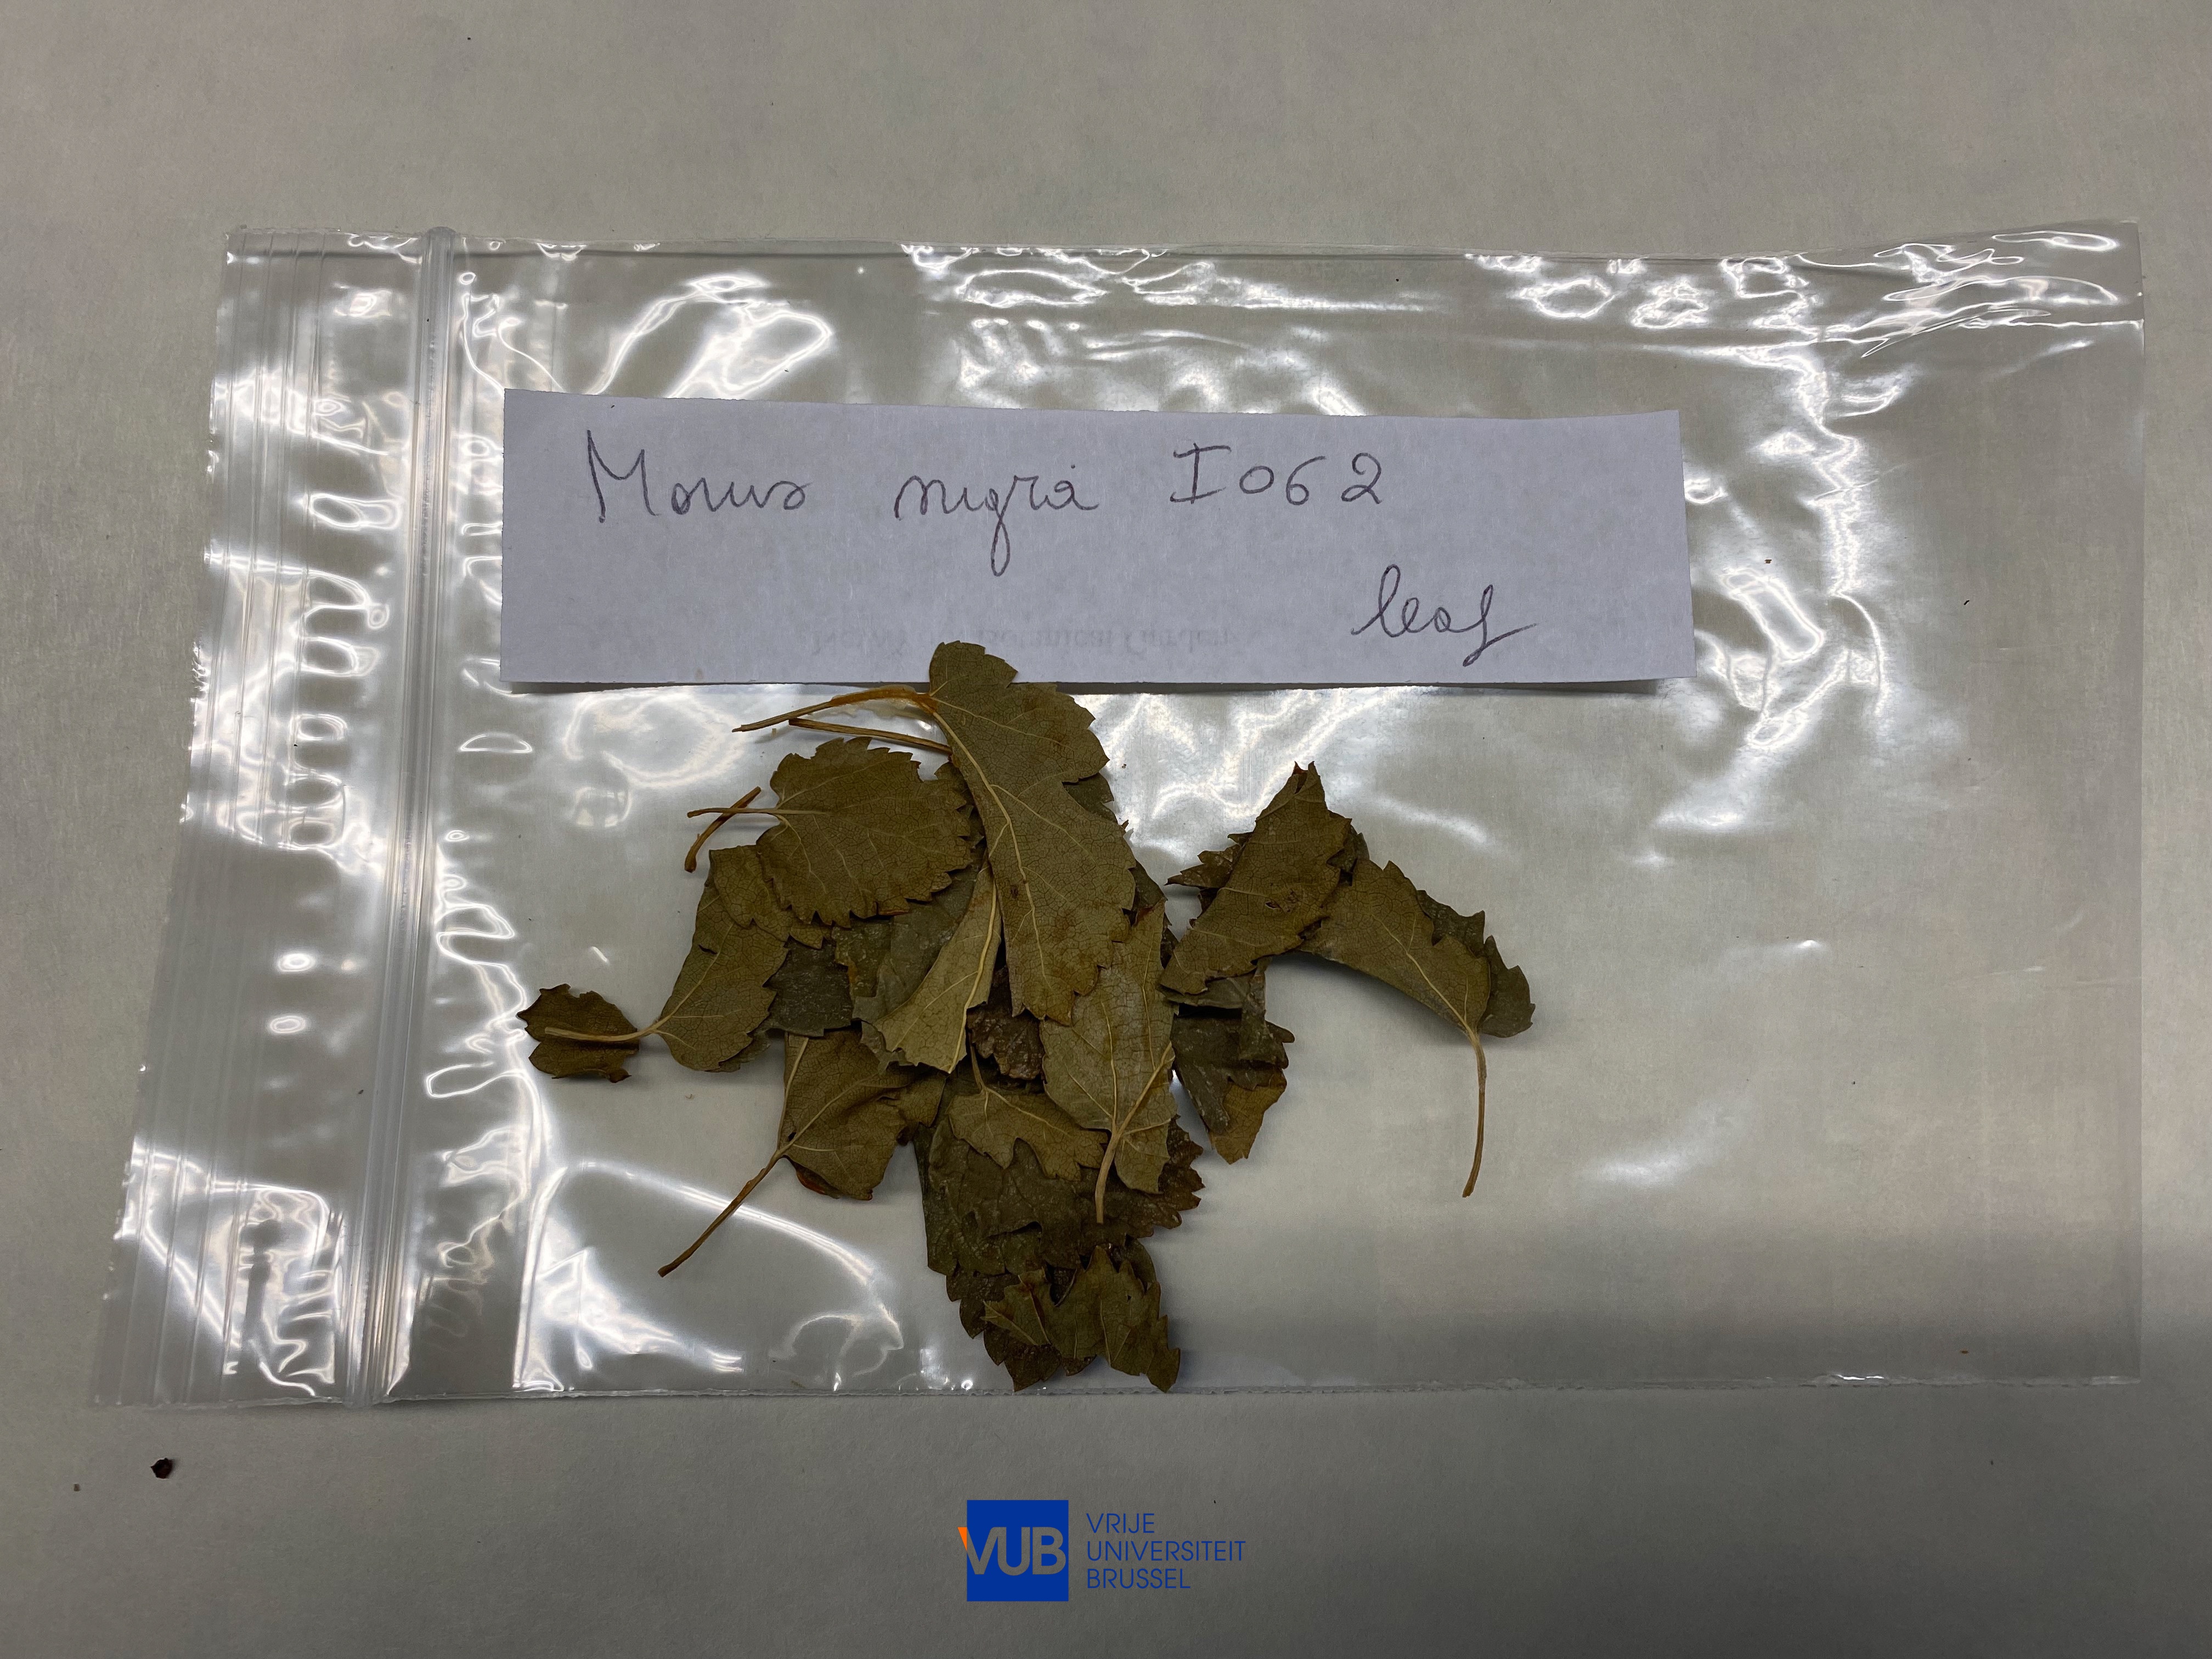 Morus nigra I062
leaf
VUB
VRIJE
UNIVERSITEIT
BRUSSEL